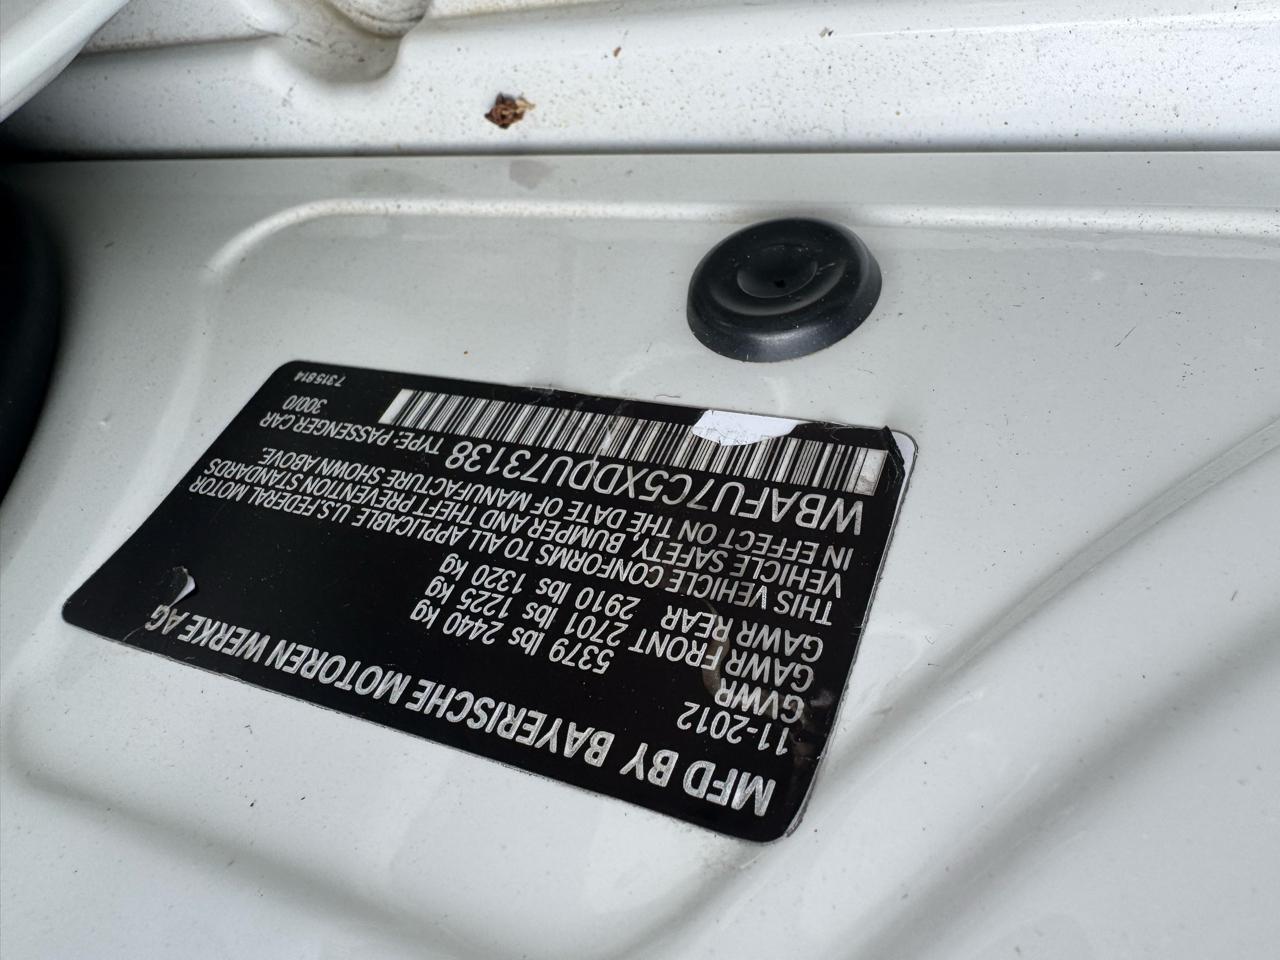 MFD BY BAYERISCHE MOTOREN WERKE AG
11-2012
GVWR 5379 lbs 2440 kg
GAWR FRONT 2701 lbs 1225 kg
GAWR REAR 2910 lbs 1320 kg
THIS VEHICLE CONFORMS TO ALL APPLICABLE U.S.FEDERAL MOTOR
VEHICLE SAFETY, BUMPER AND THEFT PREVENTION STANDARDS
IN EFFECT ON THE DATE OF MANUFACTURE SHOWN ABOVE.
WBAFU7C5XDDU73138 TYPE: PASSENGER CAR
300/0
7315814